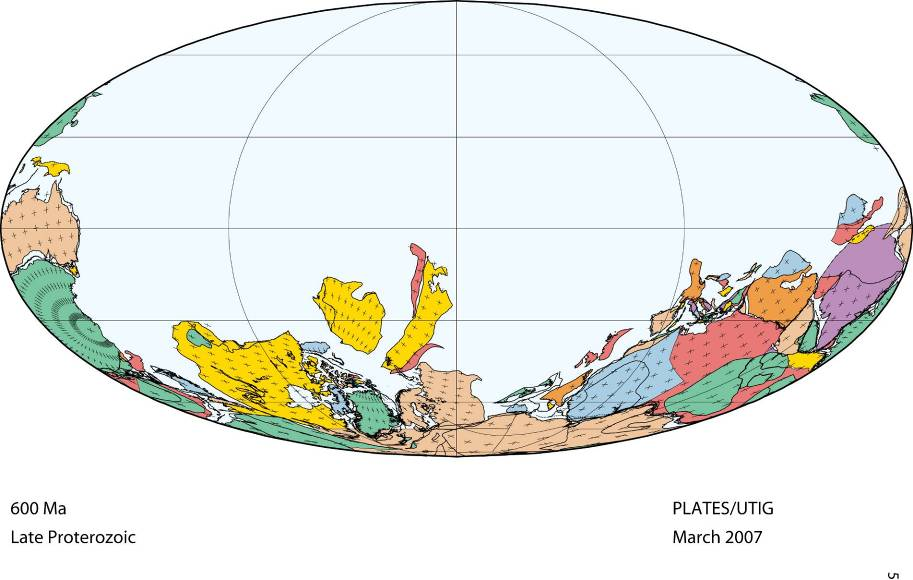 600 Ma
Late Proterozoic
PLATES/UTIG
March 2007
5